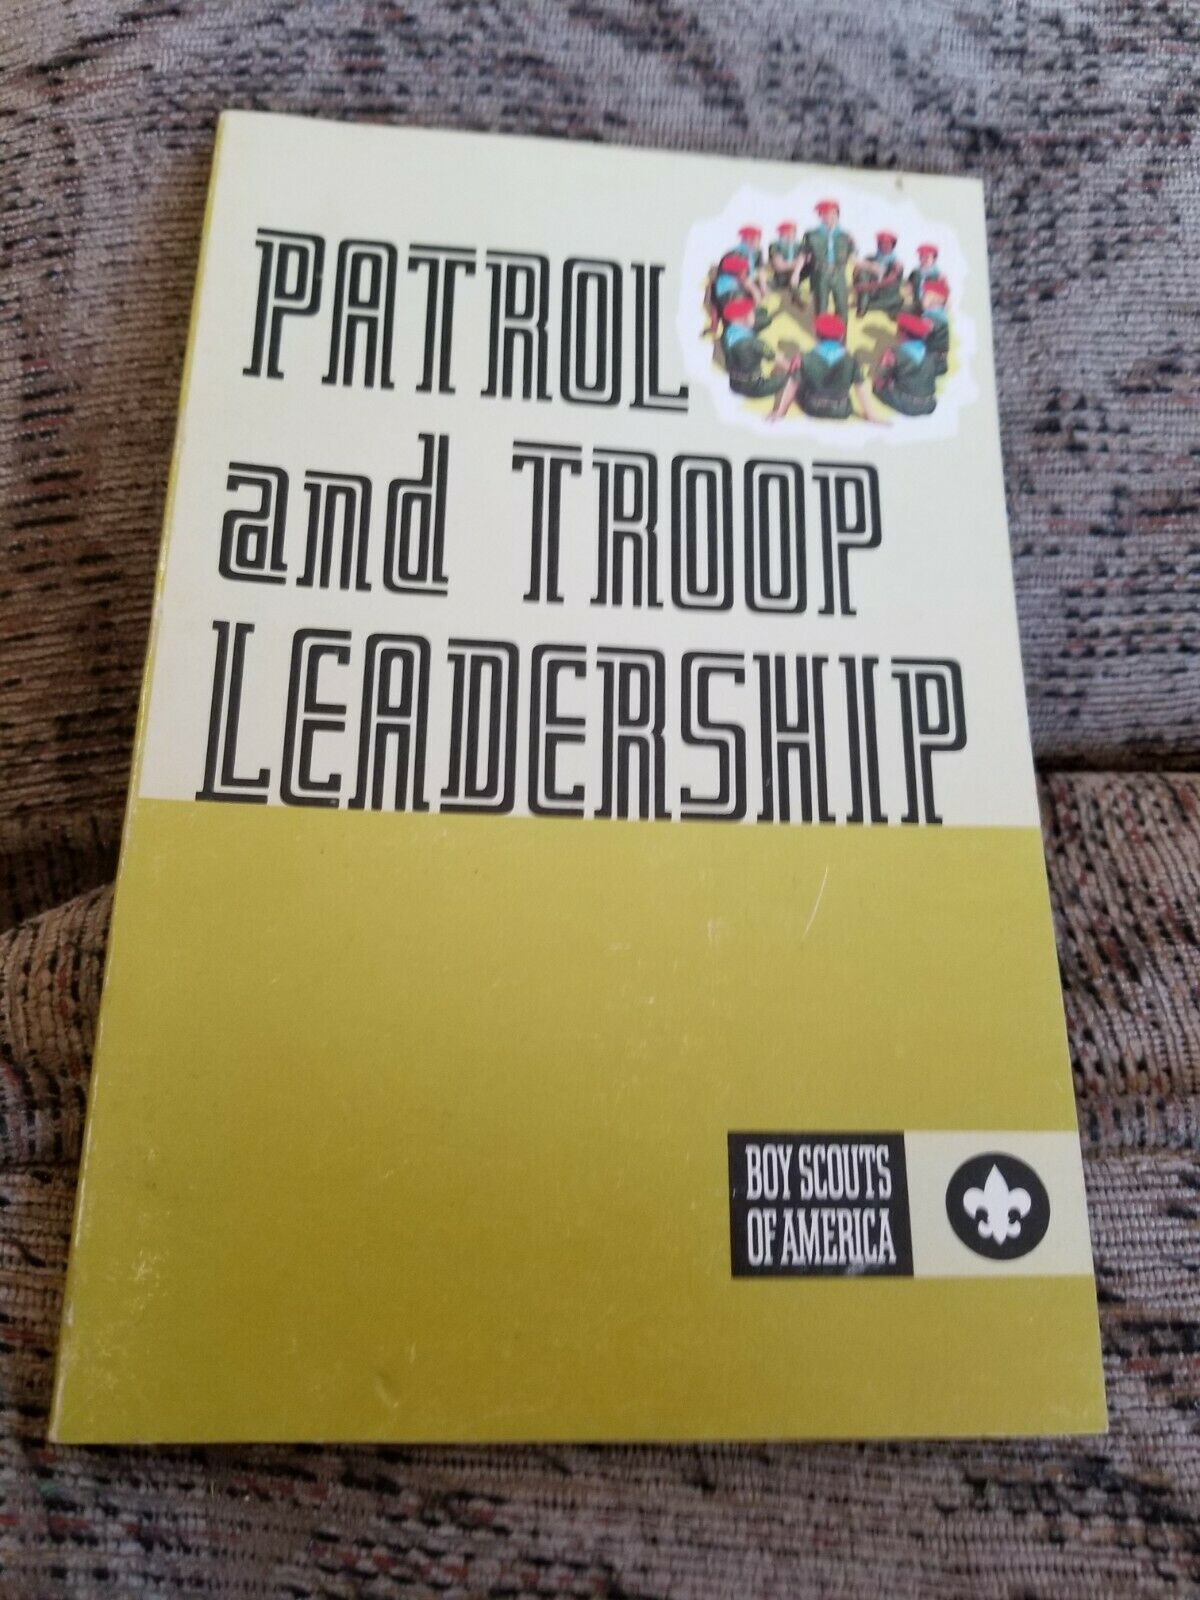 PATROL
and TROOP
LEADERSHIP
BOY SCOUTS
OF AMERICA